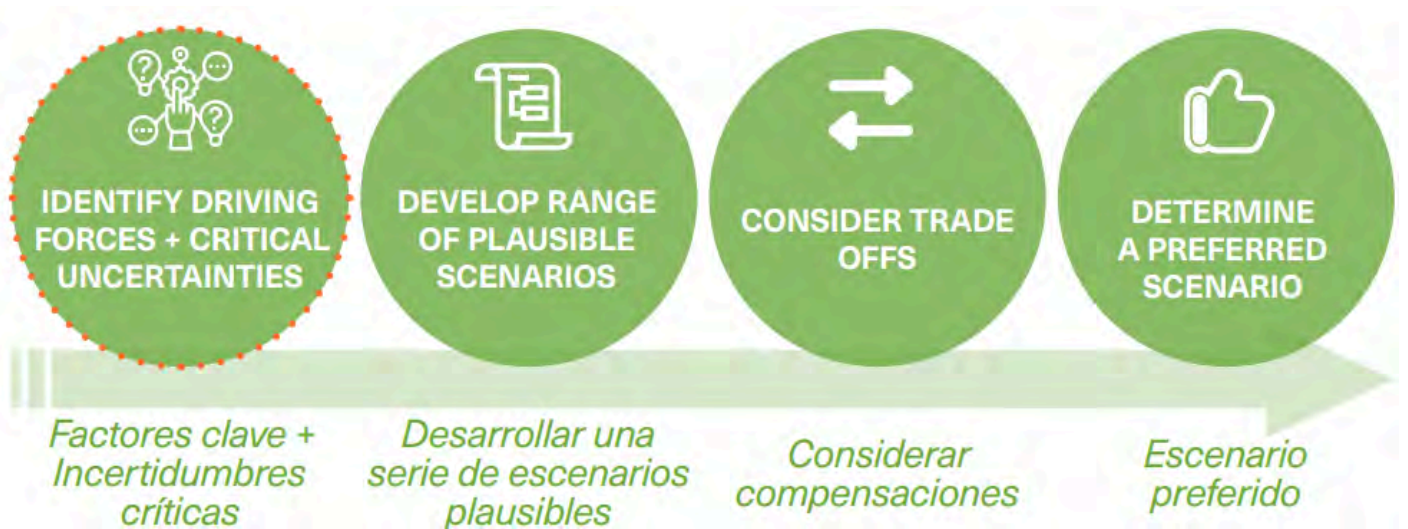 IDENTIFY DRIVING
FORCES + CRITICAL
UNCERTAINTIES
DEVELOP RANGE
OF PLAUSIBLE
SCENARIOS
CONSIDER TRADE
OFFS
DETERMINE
A PREFERRED
SCENARIO
Factores clave +
Incertidumbres
críticas
Desarrollar una
serie de escenarios
plausibles
Considerar
compensaciones
Escenario
preferido